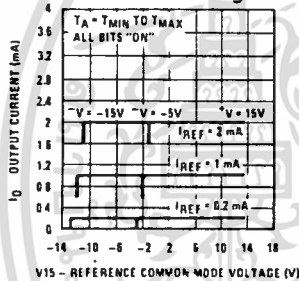 4
TA = TMIN TO TMAX
ALL BITS "ON"
3.6
3.2
2.8
2.4
⁻V = -15V ⁻V = -5V ⁺V = 15V
2
IREF = 2 mA
1.6
1.2
IREF = 1 mA
0.8
0.4
IREF = 0.2 mA
0
-14 -10 -6 -2 2 6 10 14 18
IO OUTPUT CURRENT (mA)
V15 - REFERENCE COMMON MODE VOLTAGE (V)